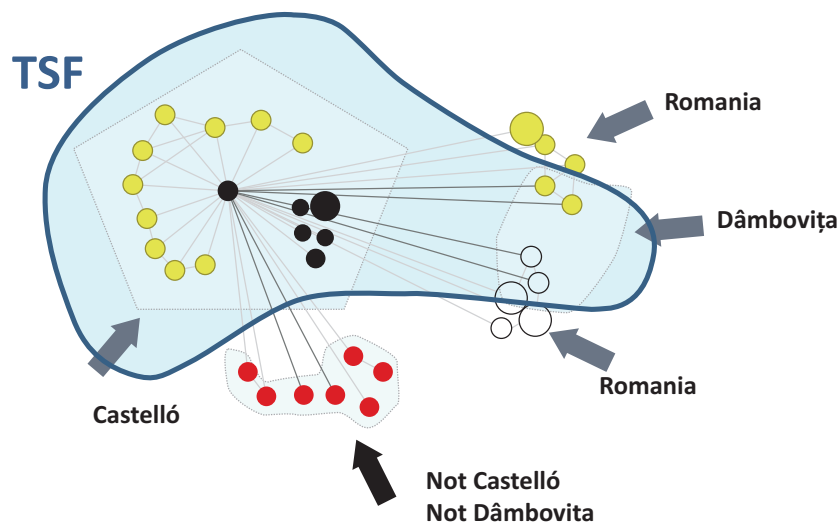 TSF
Romania
Dâmbovița
Romania
Castelló
Not Castelló
Not Dâmbovita